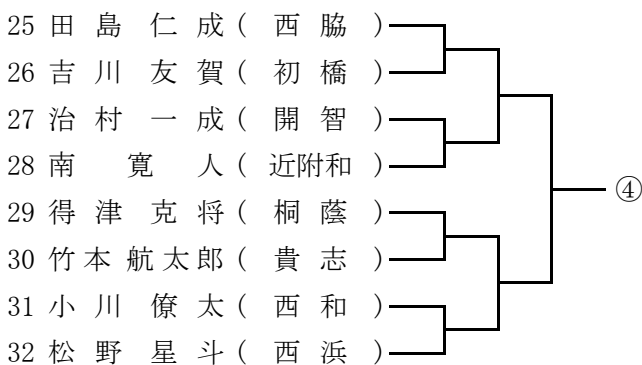 25 田島仁成(西脇)
26 吉川友賀(初橋)
27 治村一成(開智)
28 南寛人(近附和)
29 得津克将(桐蔭)
30 竹本航太郎(貴志)
31 小川僚太(西和)
32 松野星斗(西浜)
④